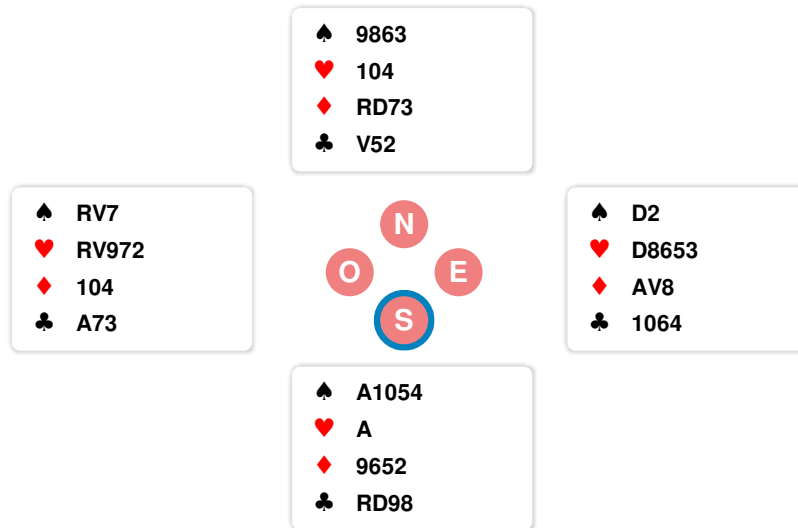 ♠ 9863
♥ 104
♦ RD73
♣ V52
♠ RV7
♥ RV972
♦ 104
♣ A73
N
O E
S
♠ D2
♥ D8653
♦ AV8
♣ 1064
♠ A1054
♥ A
♦ 9652
♣ RD98